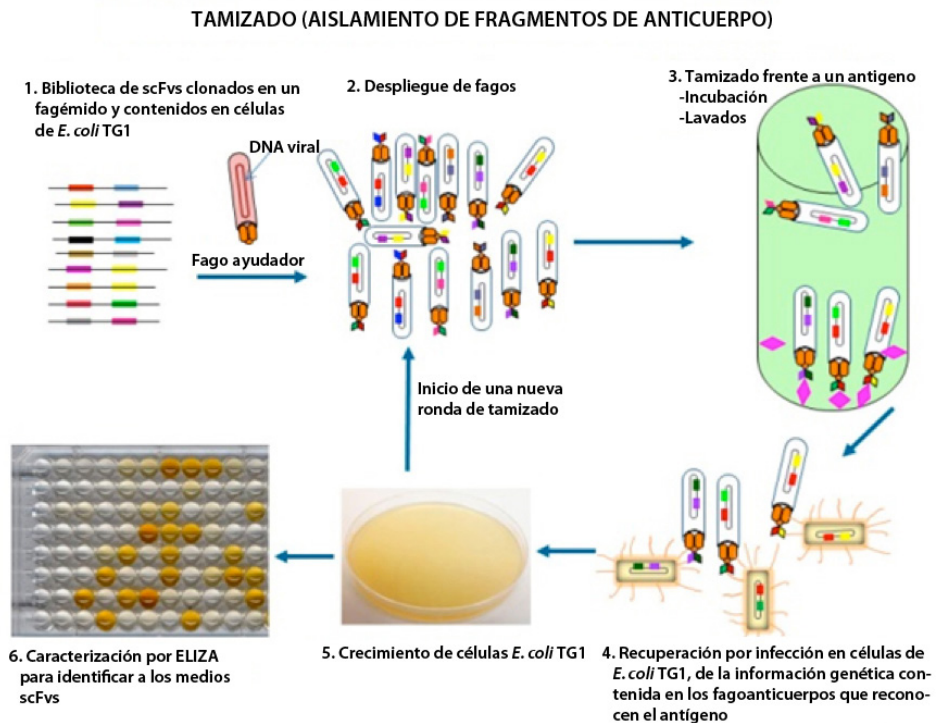 TAMIZADO (AISLAMIENTO DE FRAGMENTOS DE ANTICUERPO)
1. Biblioteca de scFvs clonados en un
fagémido y contenidos en células
de E. coli TG1
DNA viral
Fago ayudador
2. Despliegue de fagos
3. Tamizado frente a un antigeno
-Incubación
-Lavados
Inicio de una nueva
ronda de tamizado
4. Recuperación por infección en células de
E. coli TG1, de la información genética con-
tenida en los fagoanticuerpos que recono-
cen el antígeno
5. Crecimiento de células E. coli TG1
6. Caracterización por ELIZA
para identificar a los medios
scFvs